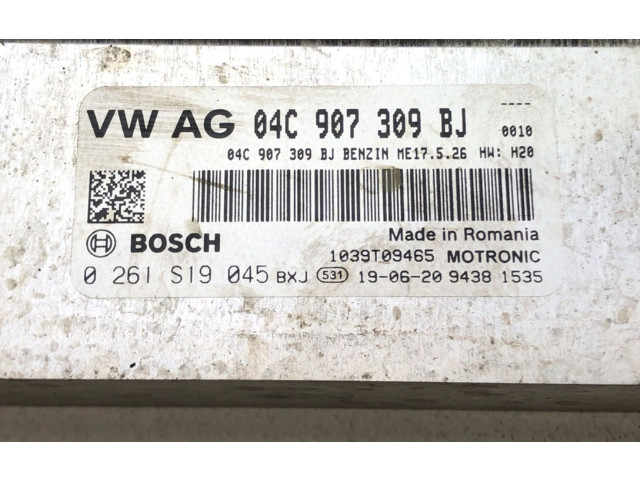 ----
VW AG 04C 907 309 BJ 0010
04C 907 309 BJ BENZIN ME17.5.26 HW: H20
BOSCH Made in Romania
1039T09465 MOTRONIC
0 261 S19 045 BXJ 531 19-06-20 9438 1535